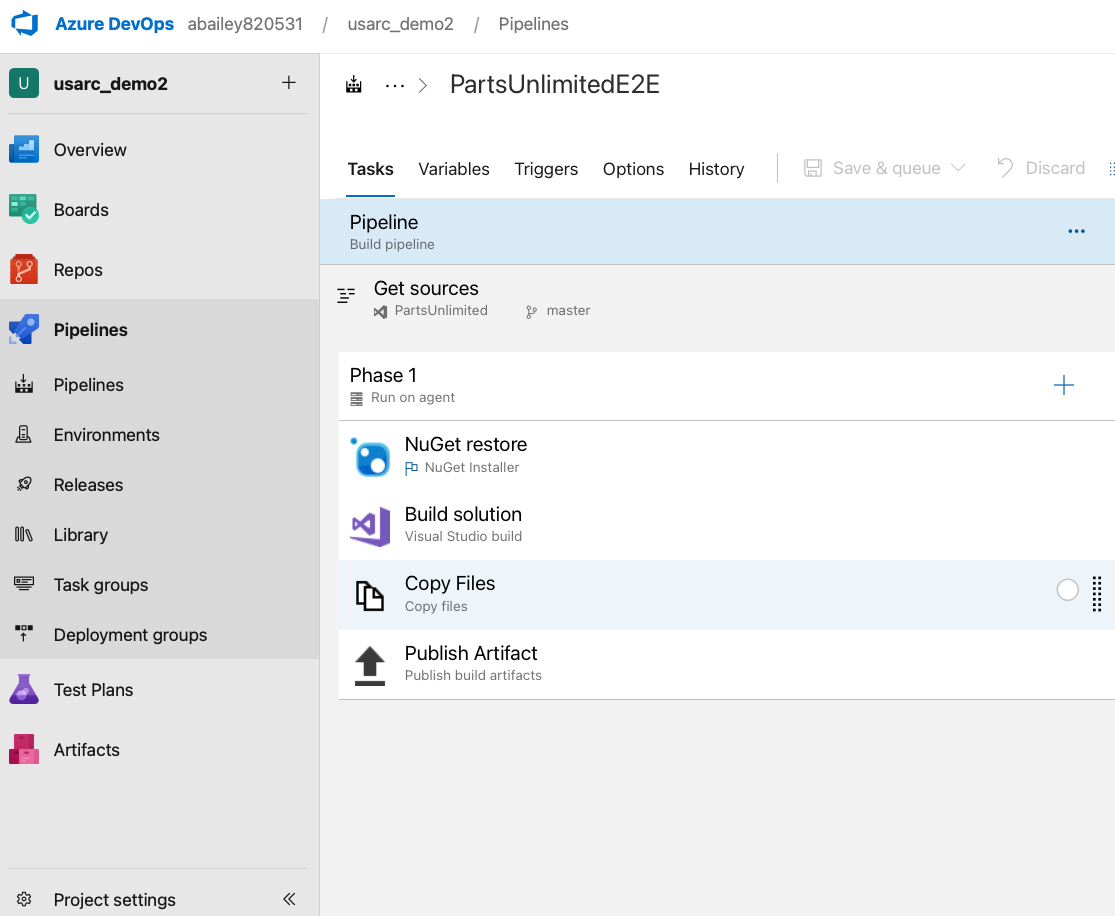 Azure DevOps abailey820531 / usarc_demo2 / Pipelines
U usarc_demo2 +
Overview
Boards
Repos
Pipelines
Pipelines
Environments
Releases
Library
Task groups
Deployment groups
Test Plans
Artifacts
Project settings
... > PartsUnlimitedE2E
Tasks Variables Triggers Options History Save & queue Discard
Pipeline
Build pipeline
...
Get sources
PartsUnlimited master
Phase 1
Run on agent
NuGet restore
NuGet Installer
Build solution
Visual Studio build
Copy Files
Copy files
Publish Artifact
Publish build artifacts